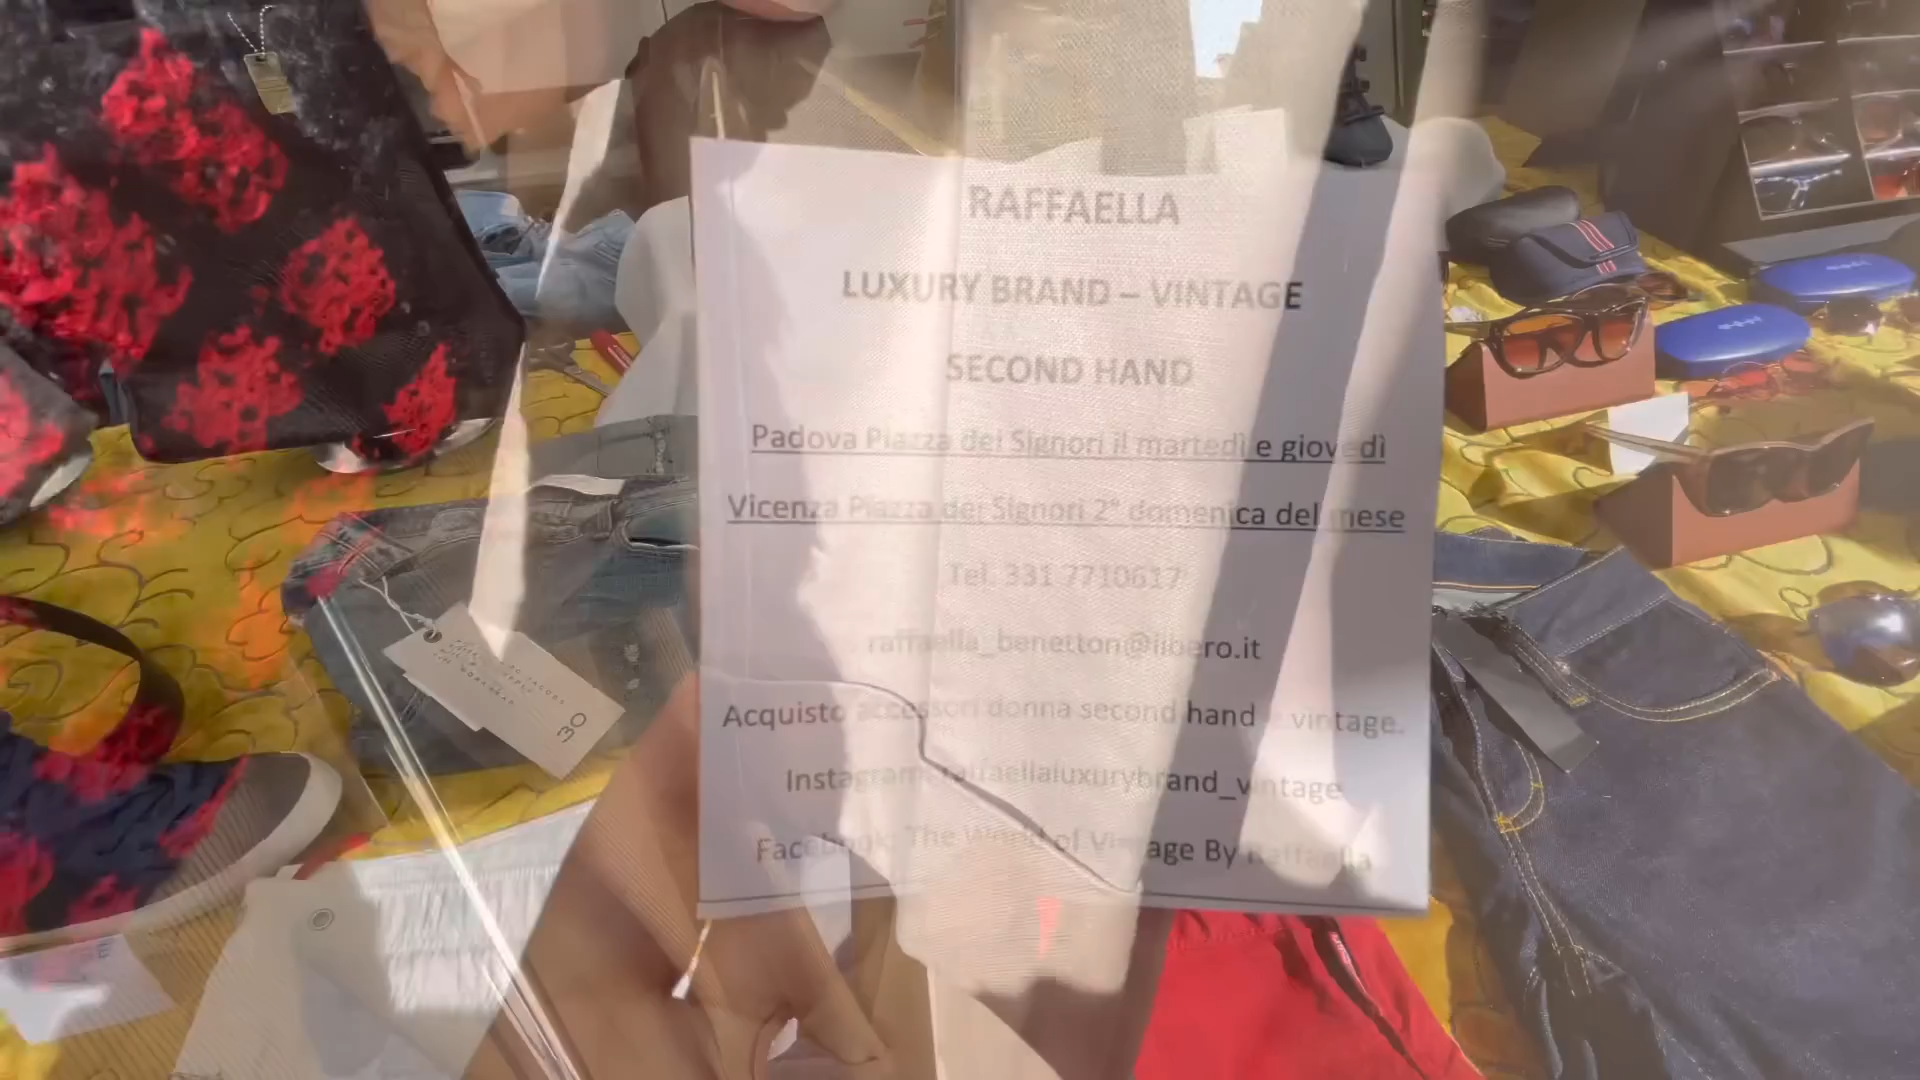 RAFFAELLA
LUXURY BRAND – VINTAGE
SECOND HAND
Padova Piazza dei Signori il martedì e giovedì
Vicenza Piazza dei Signori 2° domenica del mese
Tel. 331 7710617
raffaella_benetton@libero.it
Acquisto accessori donna second hand e vintage.
Instagram: raffaellaluxurybrand_vintage
Facebook: The World of Vintage By Raffaella
30